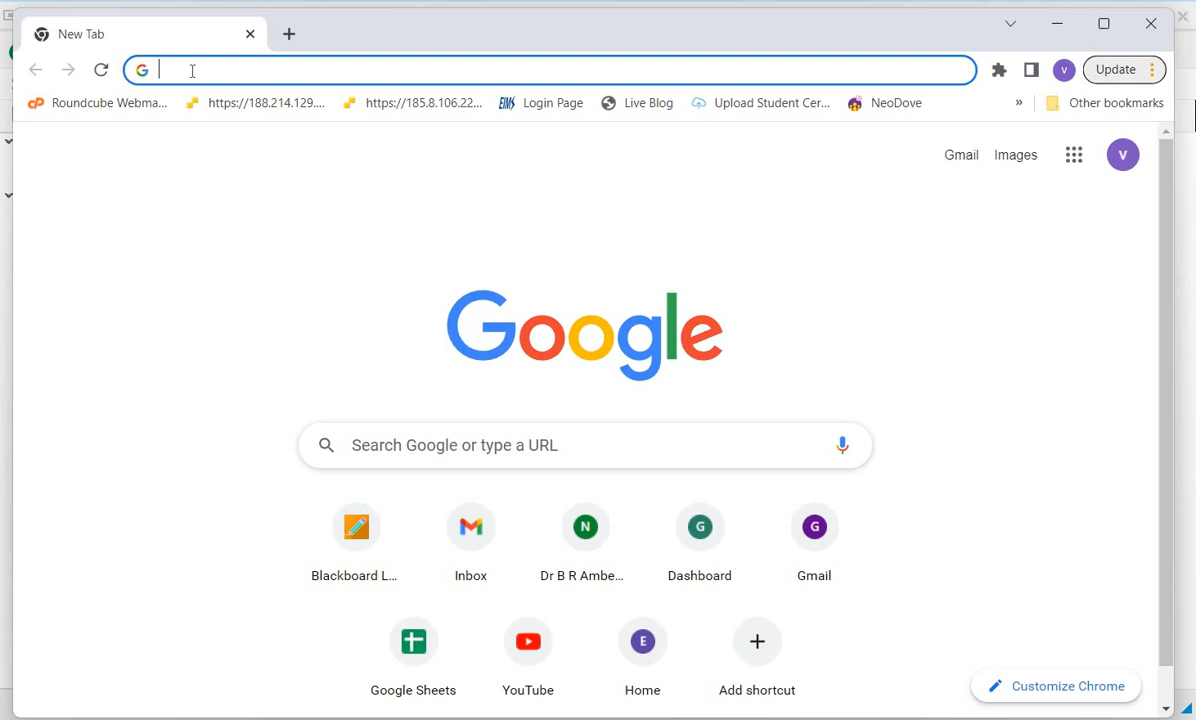 New Tab
Update
Roundcube Webma... https://188.214.129.... https://185.8.106.22... EIMS Login Page Live Blog Upload Student Cer... NeoDove » Other bookmarks
Gmail Images V
Google
Search Google or type a URL
Blackboard L... Inbox Dr B R Ambe... Dashboard Gmail
Google Sheets YouTube Home Add shortcut
Customize Chrome